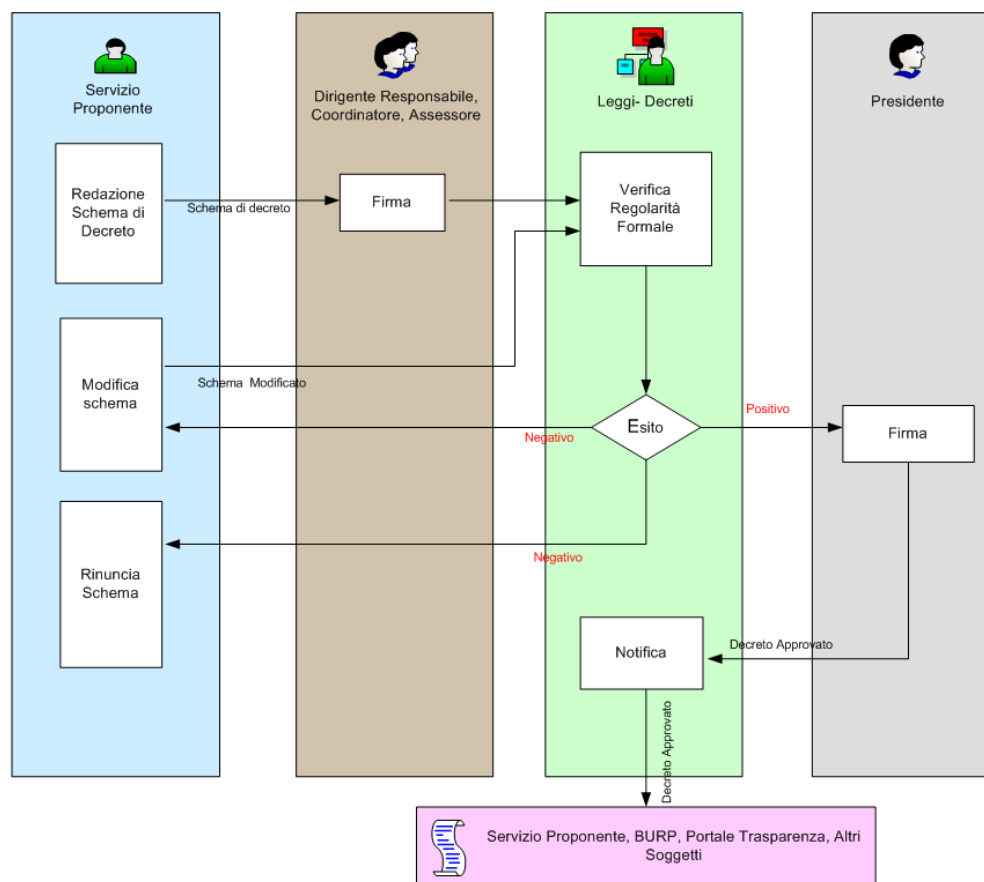 Servizio
Proponente
Dirigente Responsabile,
Coordinatore, Assessore
Leggi- Decreti
Presidente
Redazione
Schema di
Decreto
Schema di decreto
Firma
Verifica
Regolarità
Formale
Modifica
schema
Schema Modificato
Negativo
Esito
Positivo
Firma
Rinuncia
Schema
Negativo
Notifica
Decreto Approvato
Decreto Approvato
Servizio Proponente, BURP, Portale Trasparenza, Altri
Soggetti